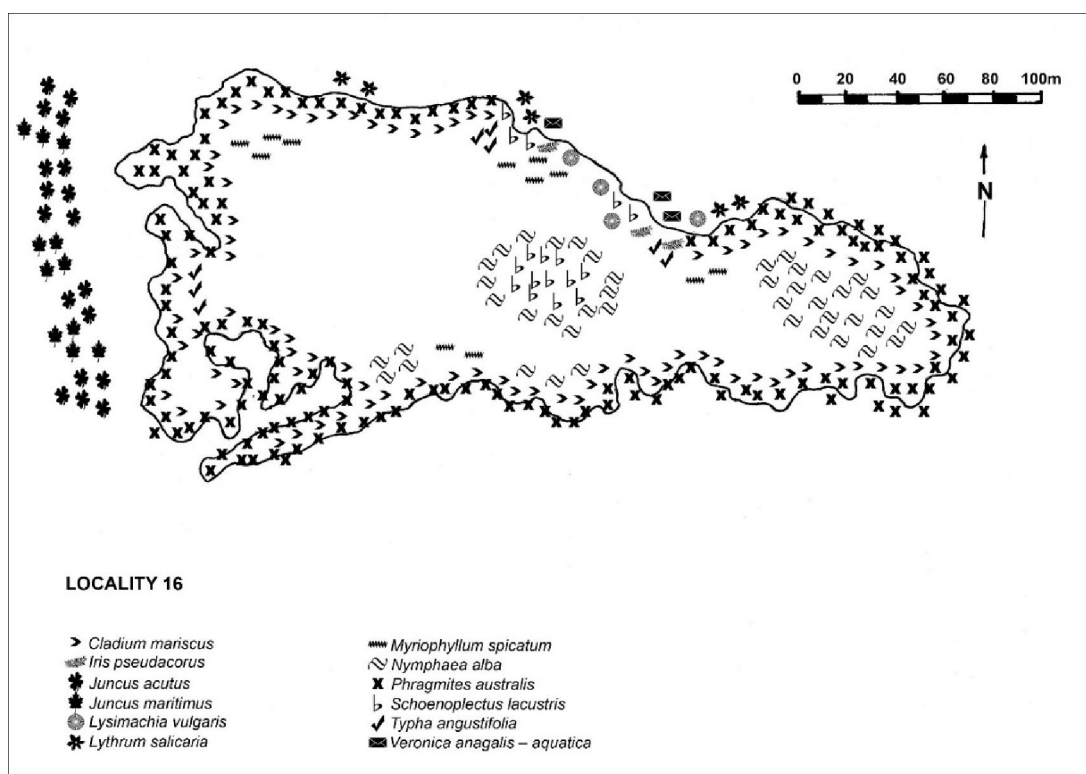 0 20 40 60 80 100m
N
LOCALITY 16
Cladium mariscus
Iris pseudacorus
Juncus acutus
Juncus maritimus
Lysimachia vulgaris
Lythrum salicaria
Myriophyllum spicatum
Nymphaea alba
Phragmites australis
Schoenoplectus lacustris
Typha angustifolia
Veronica anagalis – aquatica